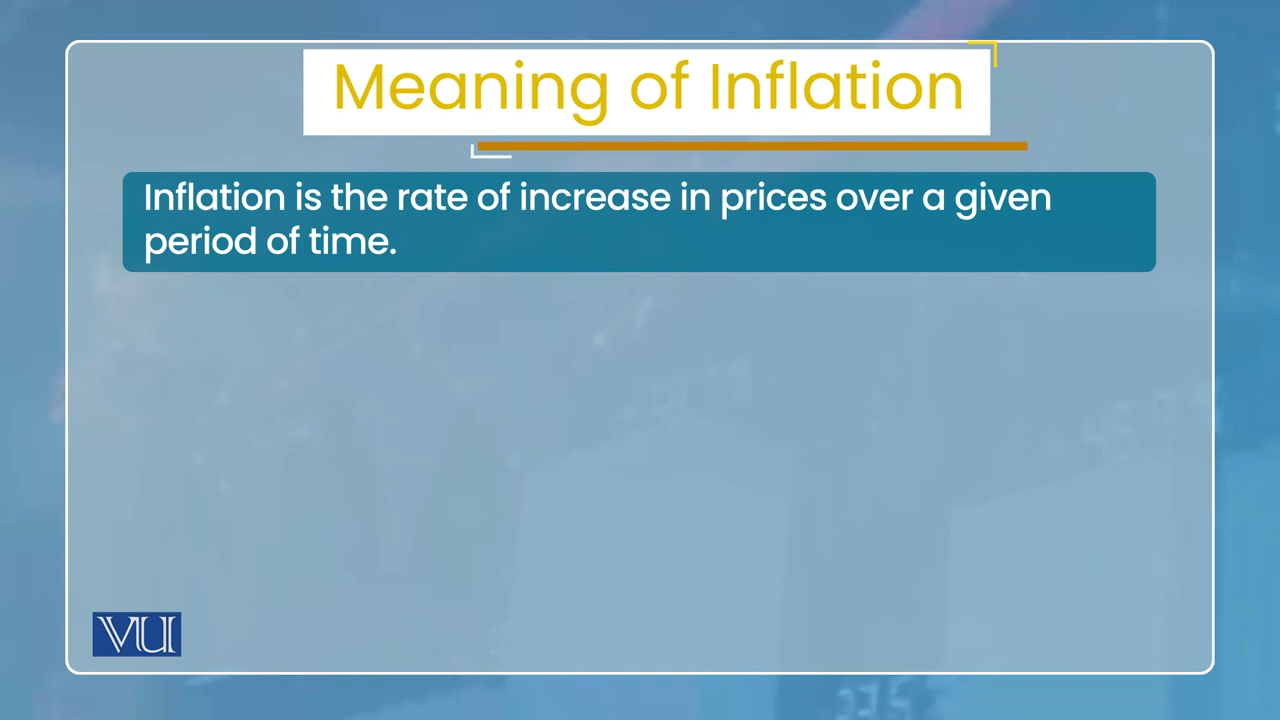 Meaning of Inflation
Inflation is the rate of increase in prices over a given
period of time.
VU